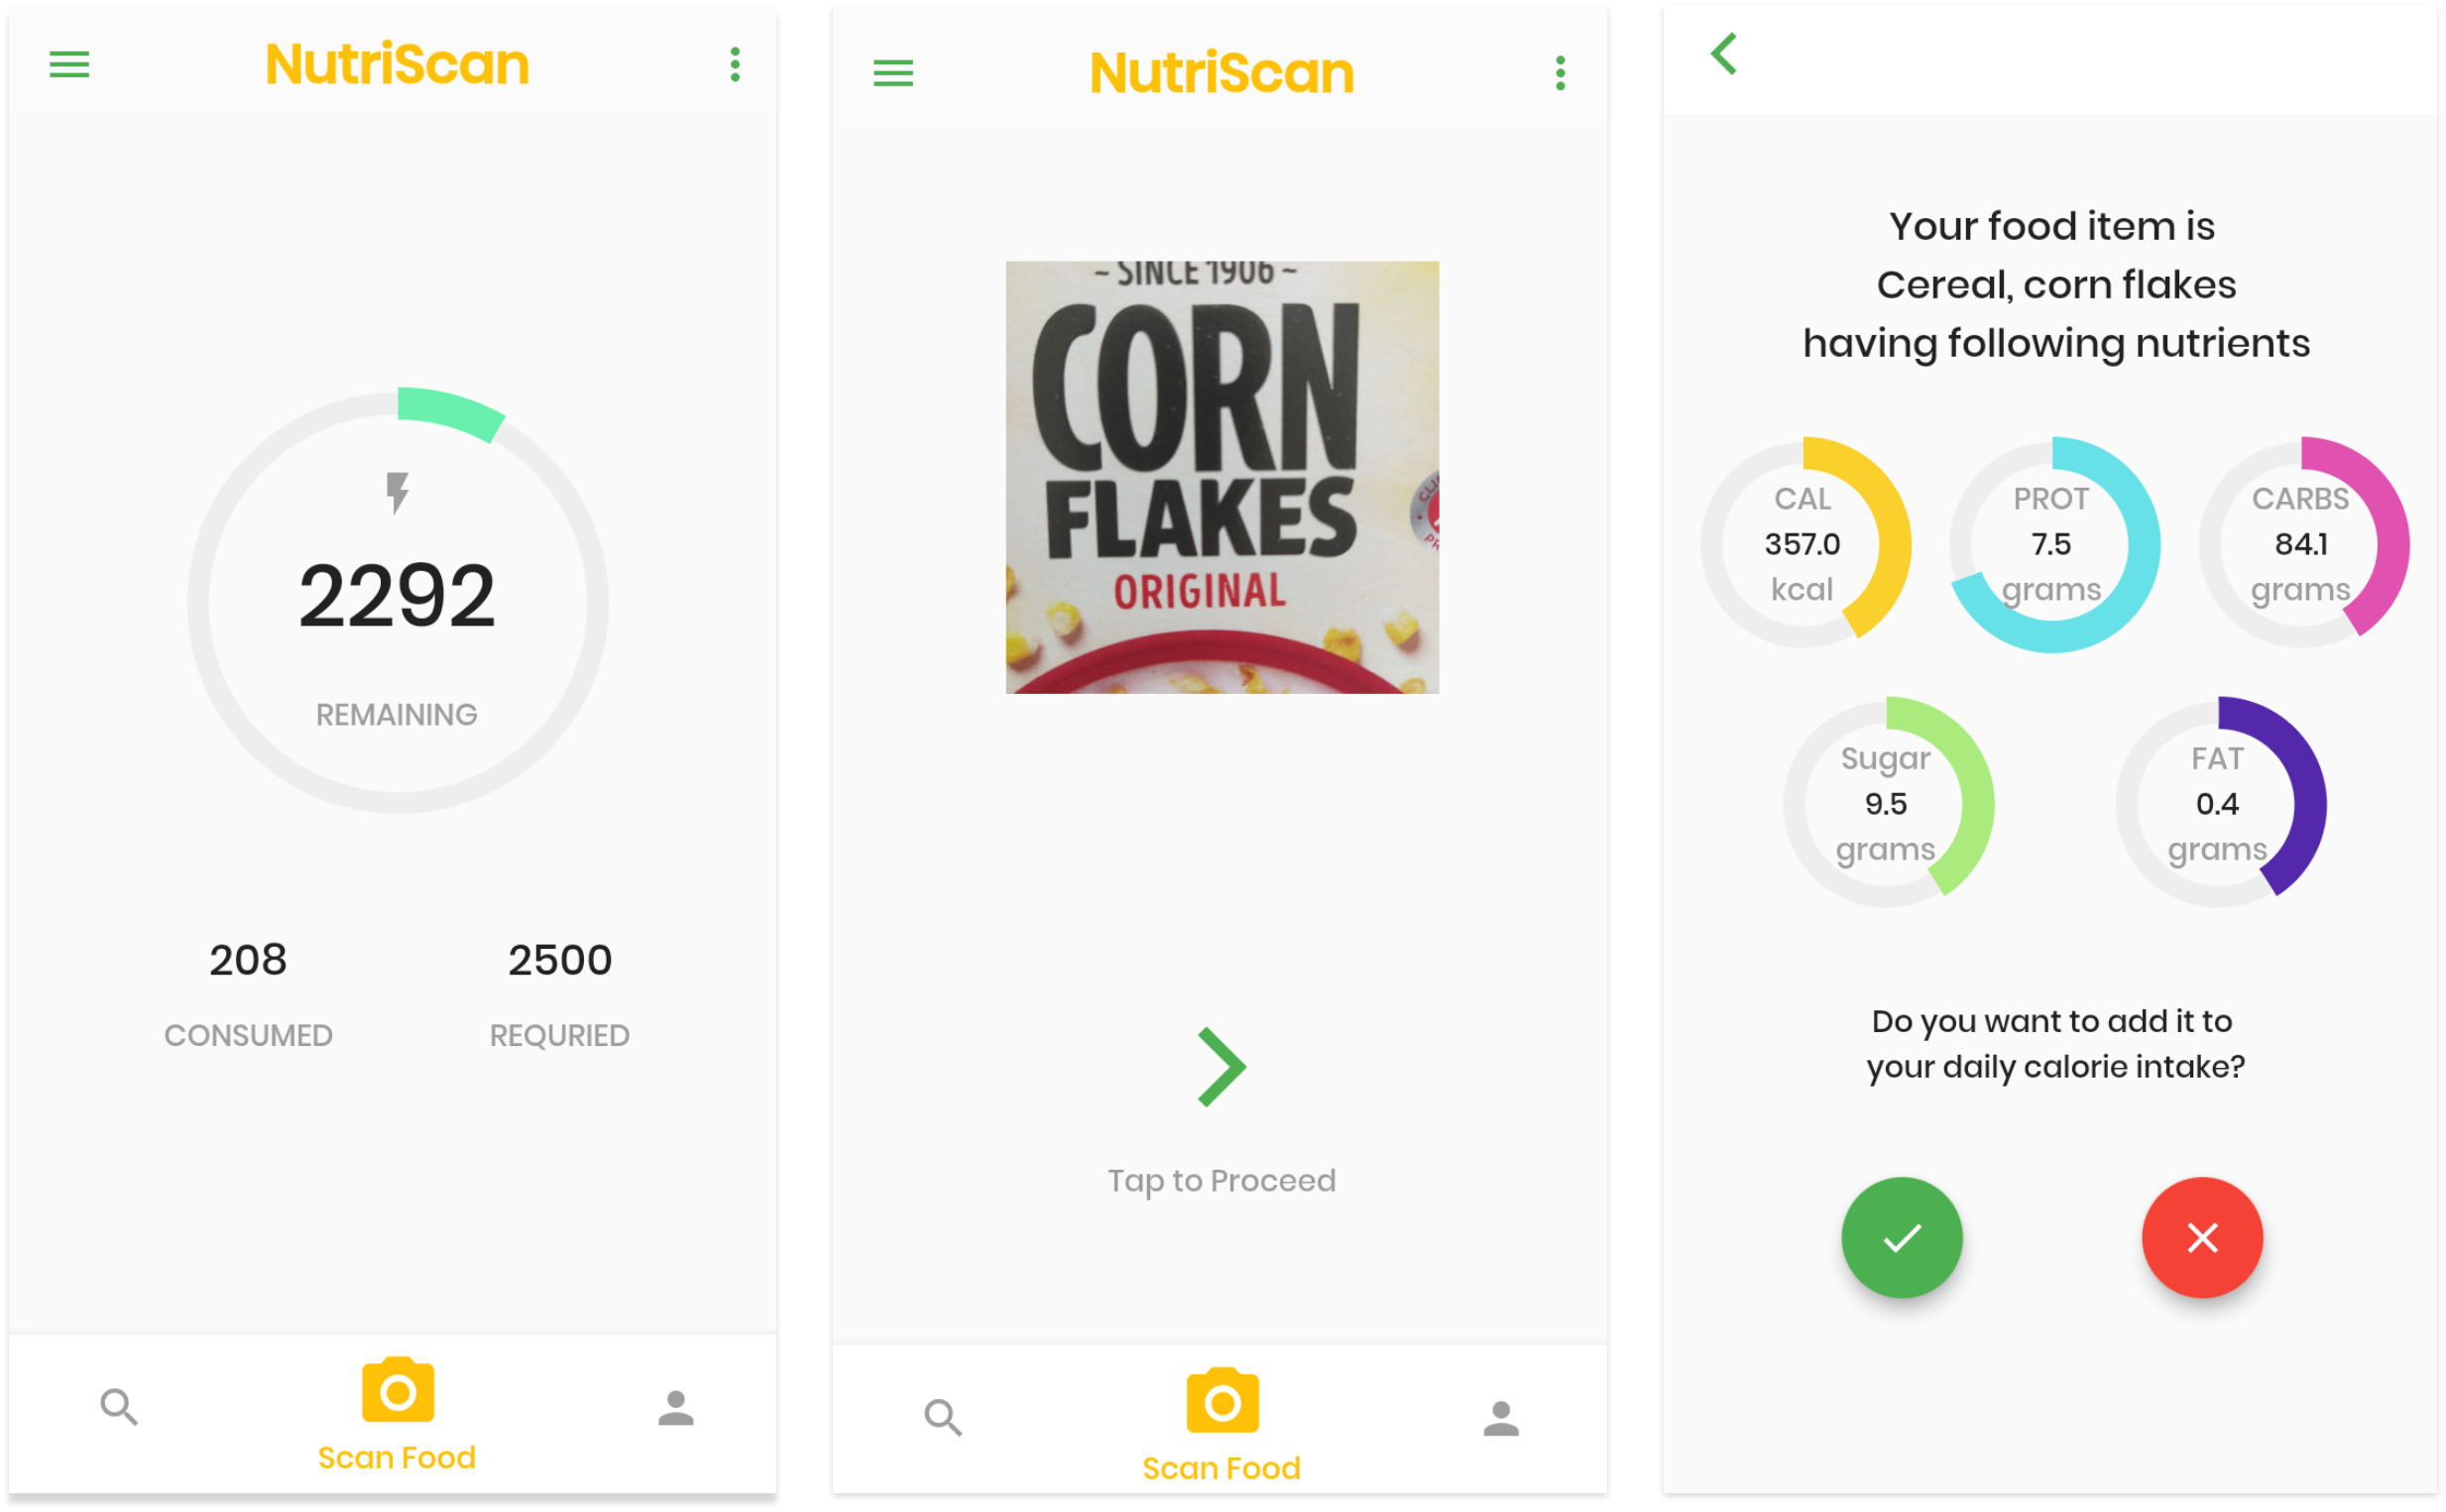 NutriScan
2292
REMAINING
208
2500
CONSUMED
REQURIED
Scan Food
NutriScan
~ SINCE 1906 ~
CORN
FLAKES
ORIGINAL
Tap to Proceed
Scan Food
Your food item is
Cereal, corn flakes
having following nutrients
CAL
357.0
kcal
PROT
7.5
grams
CARBS
84.1
grams
Sugar
9.5
grams
FAT
0.4
grams
Do you want to add it to
your daily calorie intake?